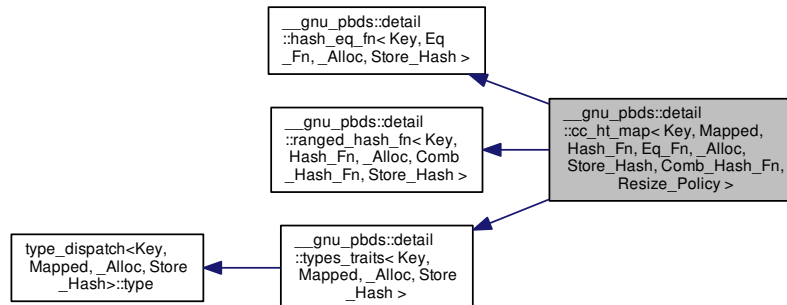 __gnu_pbds::detail
::hash_eq_fn< Key, Eq
_Fn, _Alloc, Store_Hash >
__gnu_pbds::detail
::ranged_hash_fn< Key,
Hash_Fn, _Alloc, Comb
_Hash_Fn, Store_Hash >
__gnu_pbds::detail
::cc_ht_map< Key, Mapped,
Hash_Fn, Eq_Fn, _Alloc,
Store_Hash, Comb_Hash_Fn,
Resize_Policy >
type_dispatch<Key,
Mapped, _Alloc, Store
_Hash>::type
__gnu_pbds::detail
::types_traits< Key,
Mapped, _Alloc, Store
_Hash >